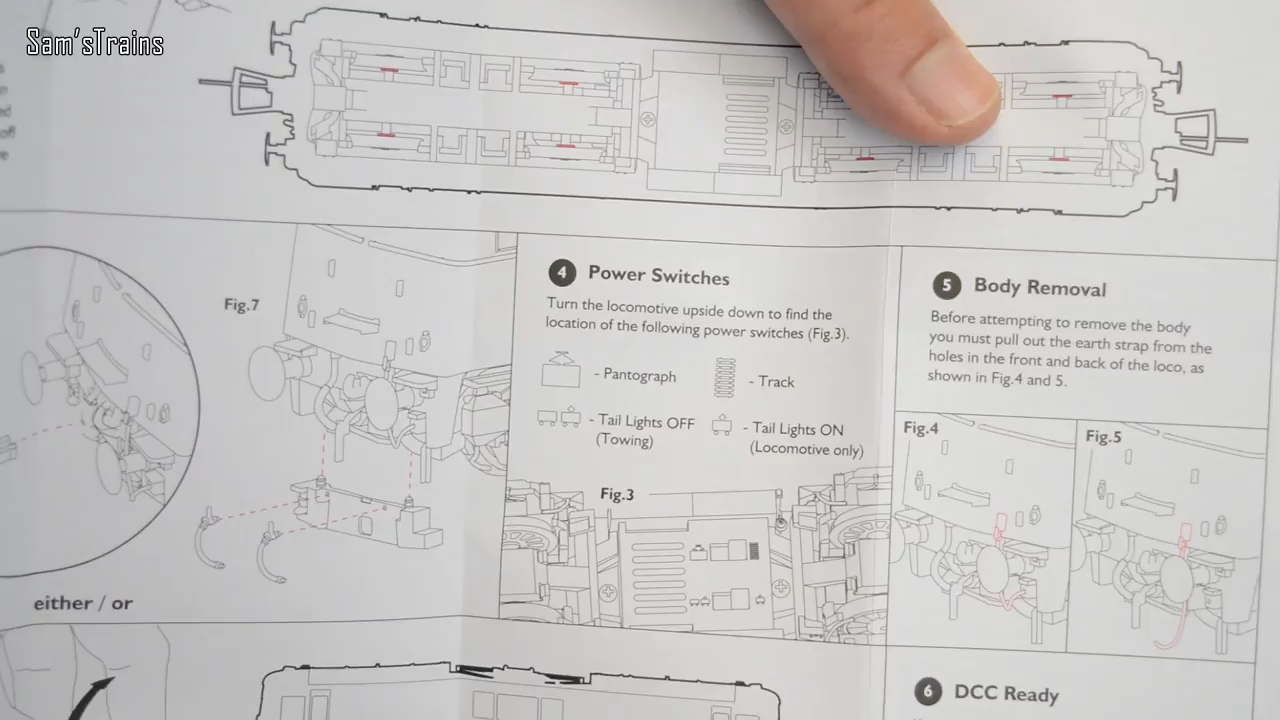 Sam'sTrains
off
Fig.7
either / or
4 Power Switches
Turn the locomotive upside down to find the
location of the following power switches (Fig.3).
- Pantograph
- Track
- Tail Lights OFF
(Towing)
- Tail Lights ON
(Locomotive only)
Fig.3
5 Body Removal
Before attempting to remove the body
you must pull out the earth strap from the
holes in the front and back of the loco, as
shown in Fig.4 and 5.
Fig.4
Fig.5
6 DCC Ready